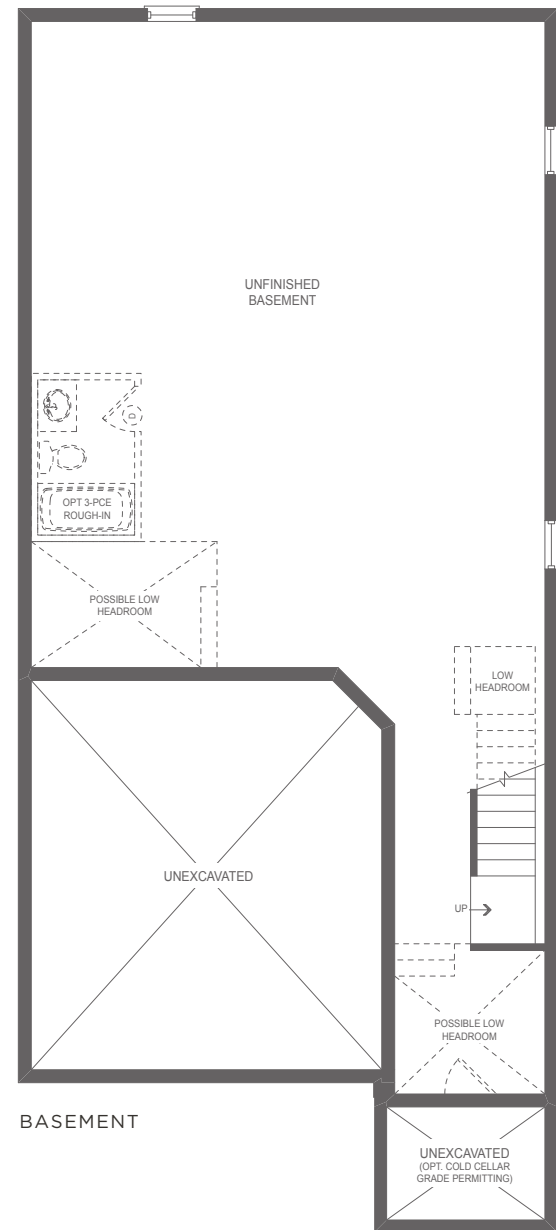 UNFINISHED
BASEMENT
D
OPT 3-PCE
ROUGH-IN
POSSIBLE LOW
HEADROOM
LOW
HEADROOM
UNEXCAVATED
UP
POSSIBLE LOW
HEADROOM
BASEMENT
UNEXCAVATED
(OPT. COLD CELLAR
GRADE PERMITTING)